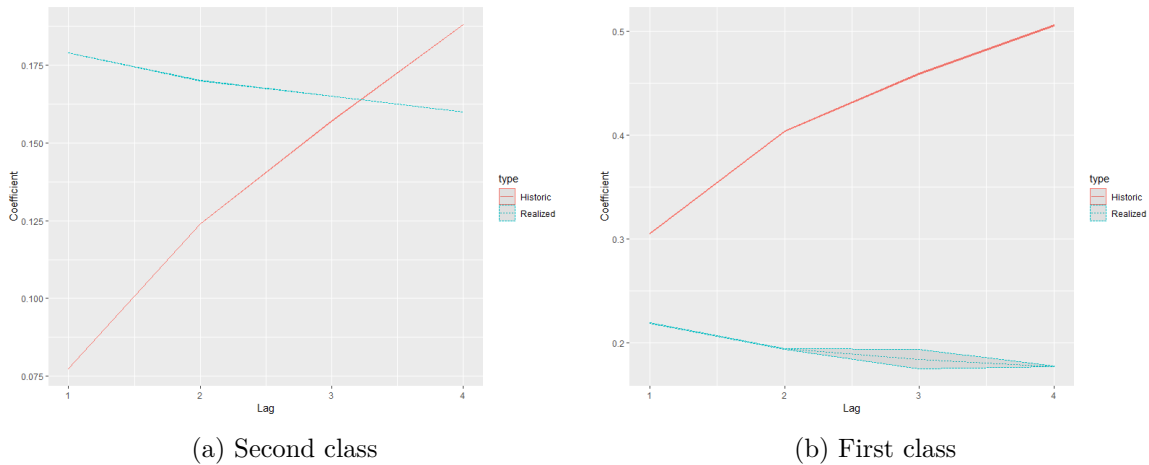 0.175
0.150
0.125
0.100
0.075
Coefficient
1 2 3 4
Lag
type
Historic
Realized
(a) Second class
0.5
0.4
0.3
0.2
Coefficient
1 2 3 4
Lag
type
Historic
Realized
(b) First class